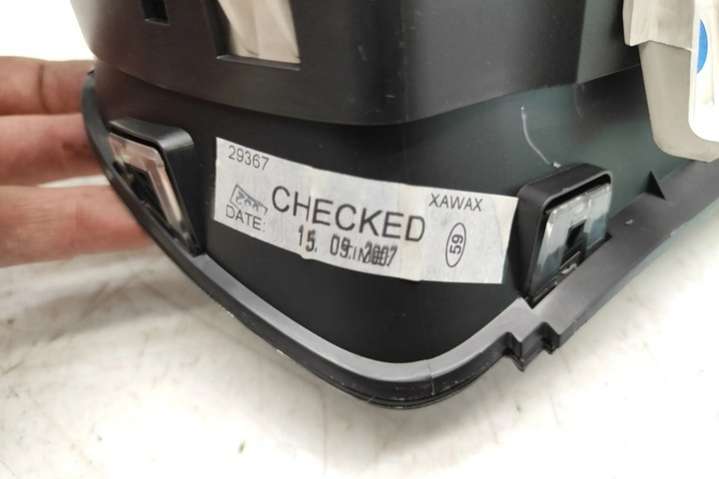 29367
CHECKED
XAWAX
DATE:
15. 09. 2007
59